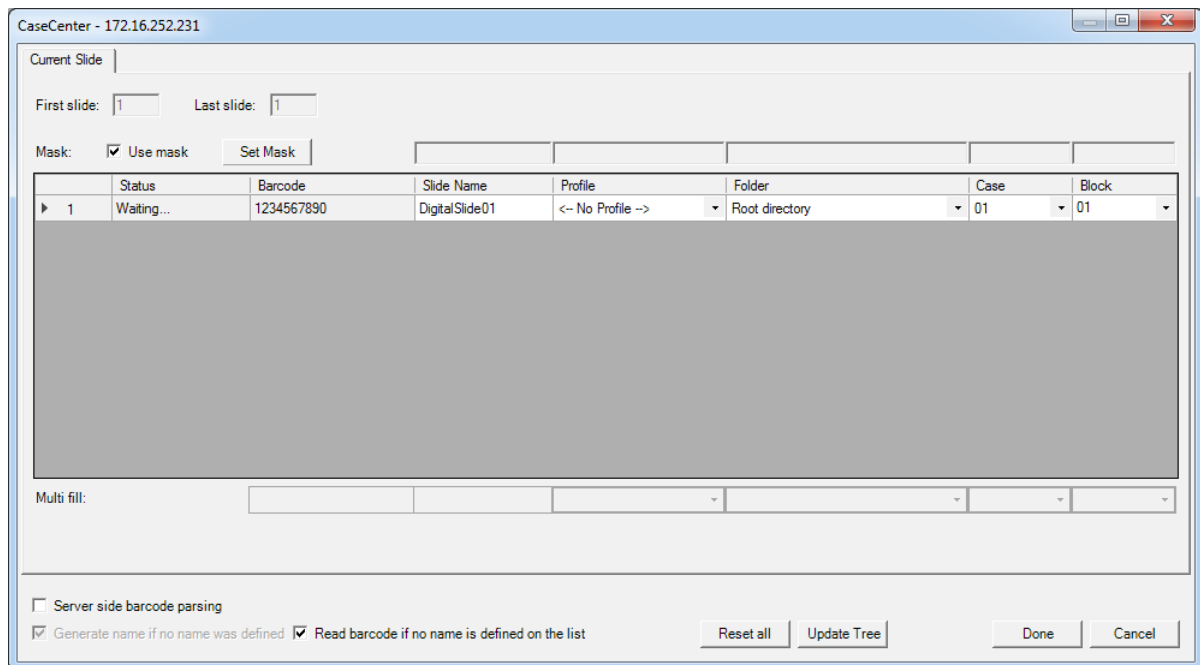 CaseCenter - 172.16.252.231
Current Slide
First slide: 1 Last slide: 1
Mask: Use mask Set Mask
Status Barcode Slide Name Profile Folder Case Block
1 Waiting... 1234567890 DigitalSlide01 <-- No Profile --> Root directory 01 01
Multi fill:
Server side barcode parsing
Generate name if no name was defined Read barcode if no name is defined on the list Reset all Update Tree Done Cancel